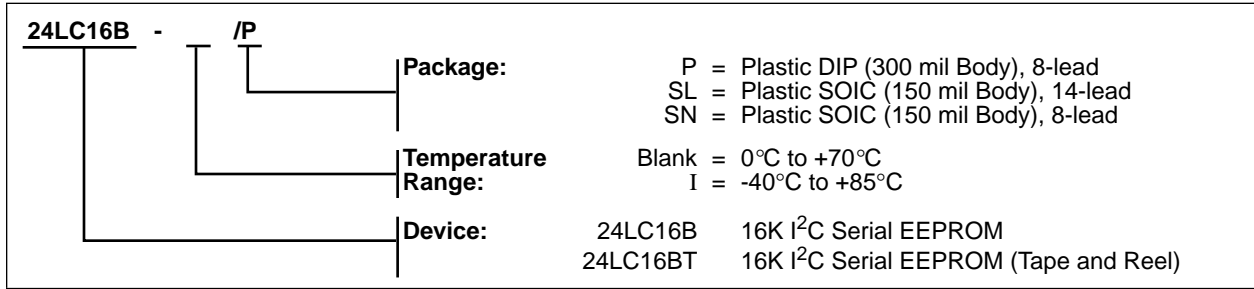 24LC16B - /P
Package: P = Plastic DIP (300 mil Body), 8-lead
SL = Plastic SOIC (150 mil Body), 14-lead
SN = Plastic SOIC (150 mil Body), 8-lead
Temperature Blank = 0°C to +70°C
Range: I = -40°C to +85°C
Device: 24LC16B 16K I²C Serial EEPROM
24LC16BT 16K I²C Serial EEPROM (Tape and Reel)